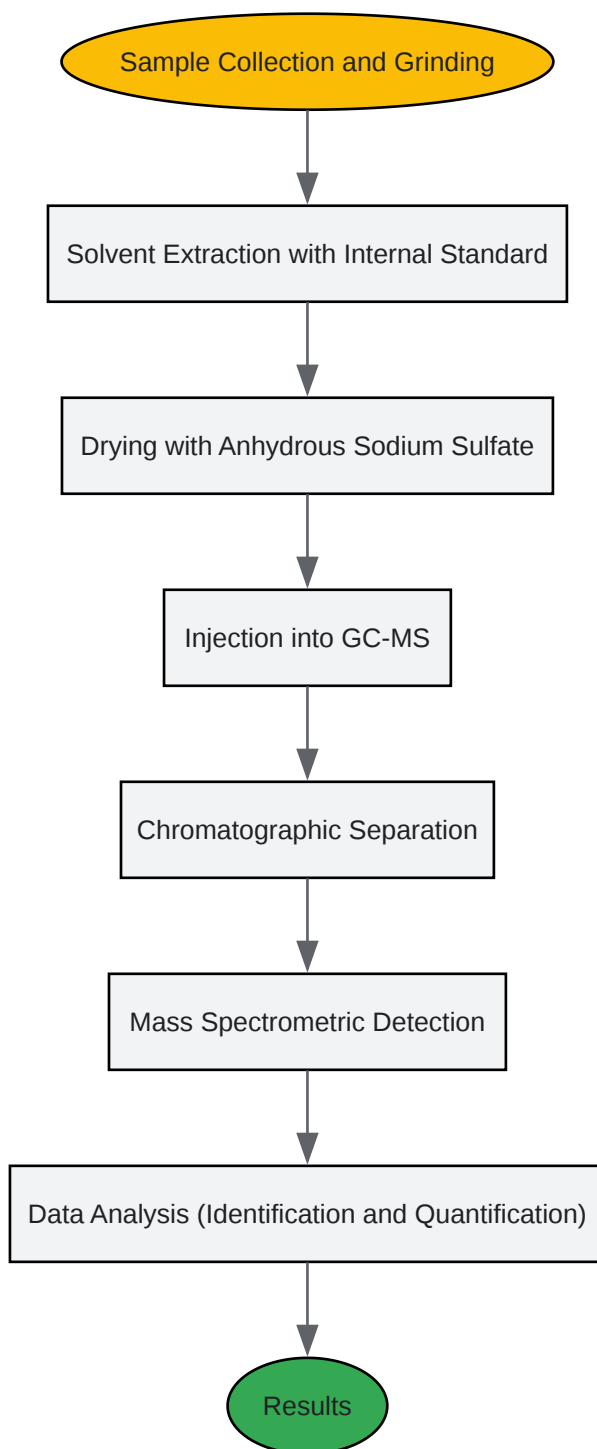 Sample Collection and Grinding
Solvent Extraction with Internal Standard
Drying with Anhydrous Sodium Sulfate
Injection into GC-MS
Chromatographic Separation
Mass Spectrometric Detection
Data Analysis (Identification and Quantification)
Results